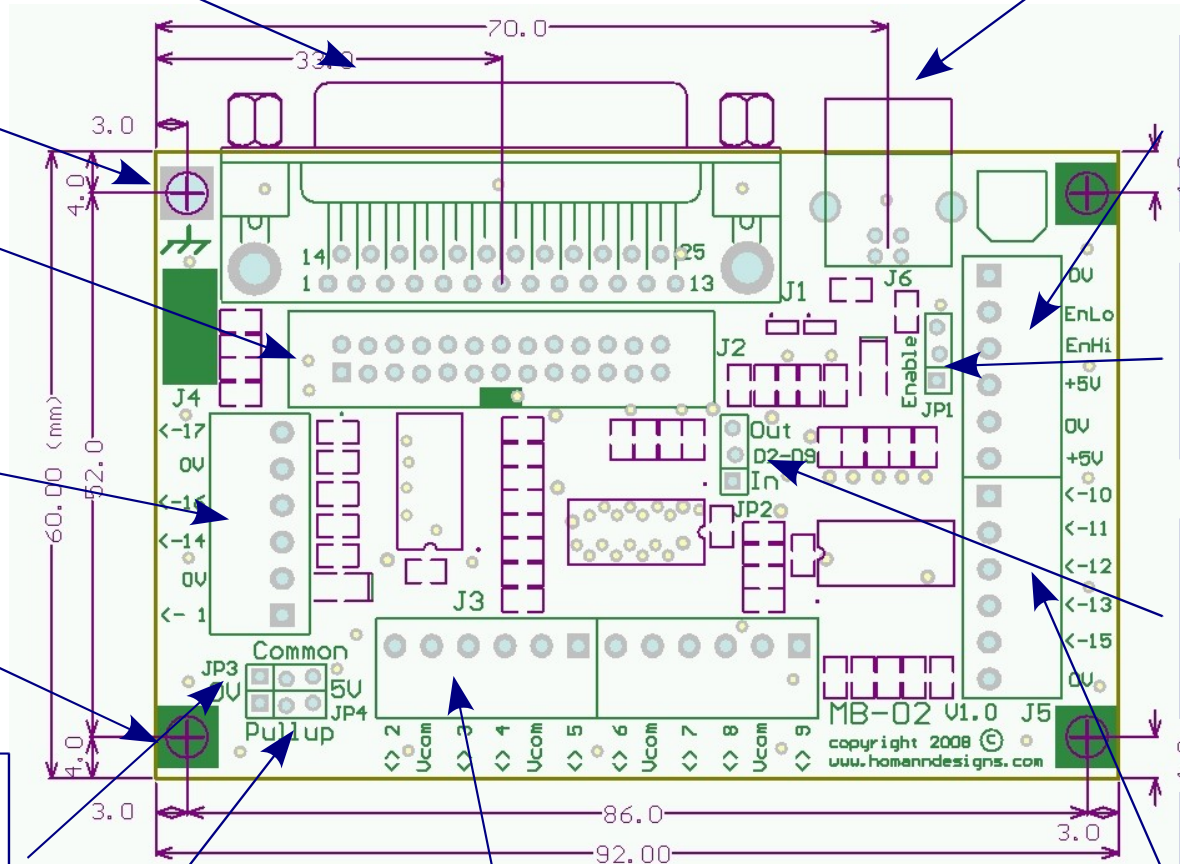 70.0
33.0
3.0
4.0
60.00 (mm)
52.0
4.0
14
25
1
13
J1
J6
J2
J4
Enable
JP1
0V
EnLo
EnHi
+5V
0V
+5V
<-10
<-11
<-12
<-13
<-15
0V
<-17
0V
<-16
<-14
0V
<- 1
Out
D2-D9
In
JP2
J3
Common
JP3
0V
5V
JP4
Pullup
<> 2
Vcom
<> 3
<> 4
Vcom
<> 5
<> 6
Vcom
<> 7
<> 8
Vcom
<> 9
MB-02 V1.0 J5
copyright 2008 ©
www.homanndesigns.com
3.0
86.0
3.0
92.00